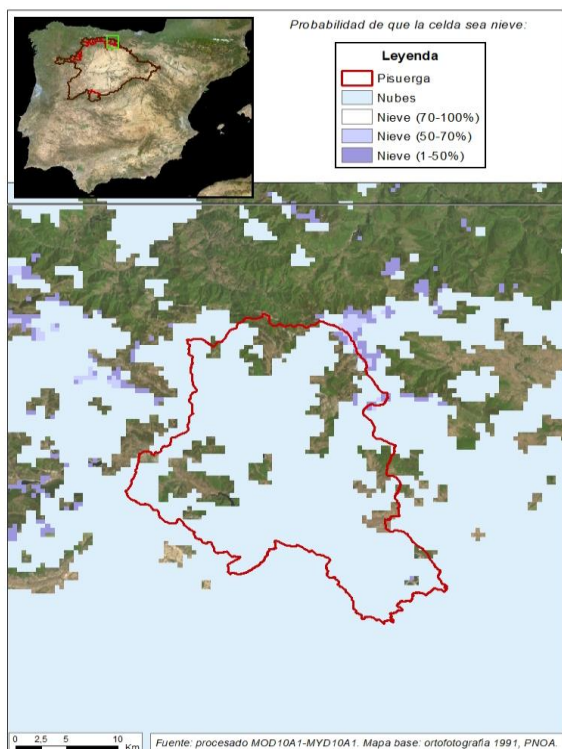 Probabilidad de que la celda sea nieve:
Leyenda
Pisuerga
Nubes
Nieve (70-100%)
Nieve (50-70%)
Nieve (1-50%)
0 2,5 5 10
Km
Fuente: procesado MOD10A1-MYD10A1. Mapa base: ortofotografía 1991, PNOA.